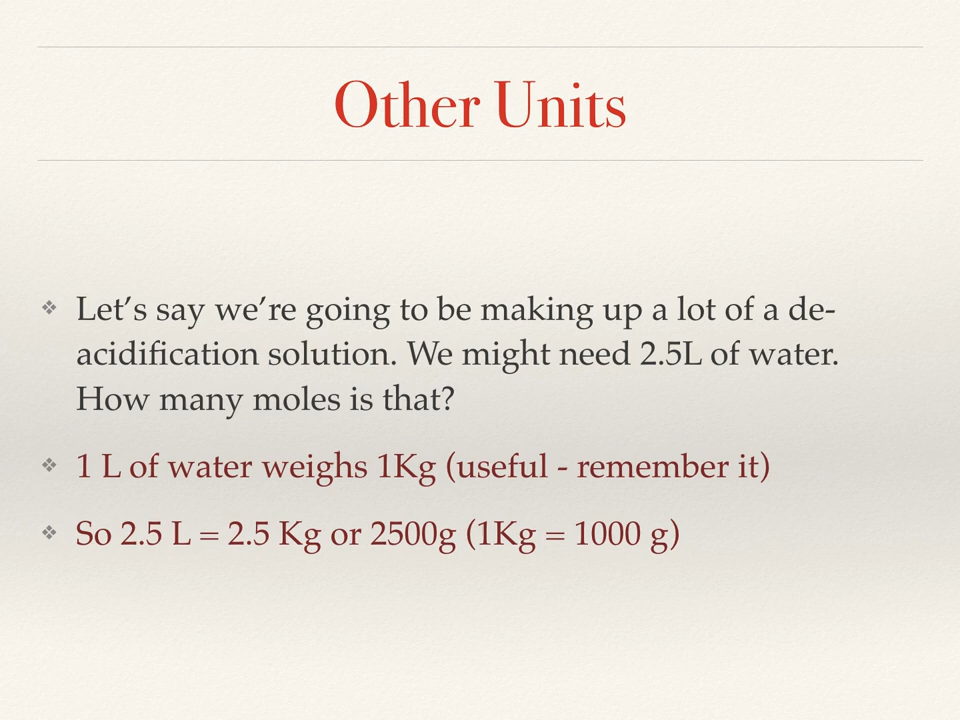 Other Units
❖ Let’s say we’re going to be making up a lot of a de-
acidification solution. We might need 2.5L of water.
How many moles is that?
❖ 1 L of water weighs 1Kg (useful - remember it)
❖ So 2.5 L = 2.5 Kg or 2500g (1Kg = 1000 g)